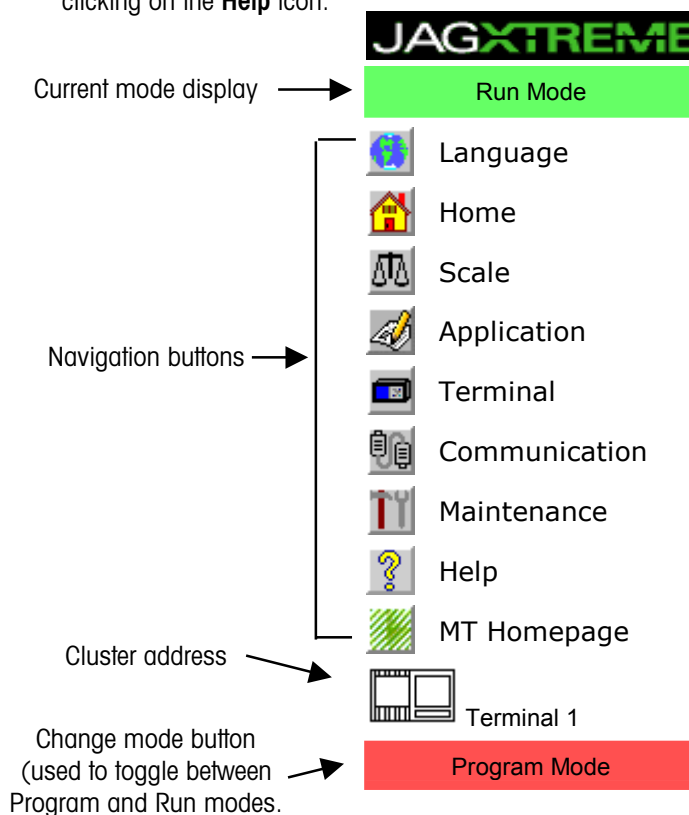 clicking on the Help icon.
JAGXTREME
Current mode display
Run Mode
Language
Home
Scale
Application
Navigation buttons
Terminal
Communication
Maintenance
Help
MT Homepage
Cluster address
Terminal 1
Change mode button
(used to toggle between
Program and Run modes.
Program Mode